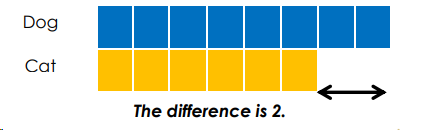 Dog
Cat
The difference is 2.